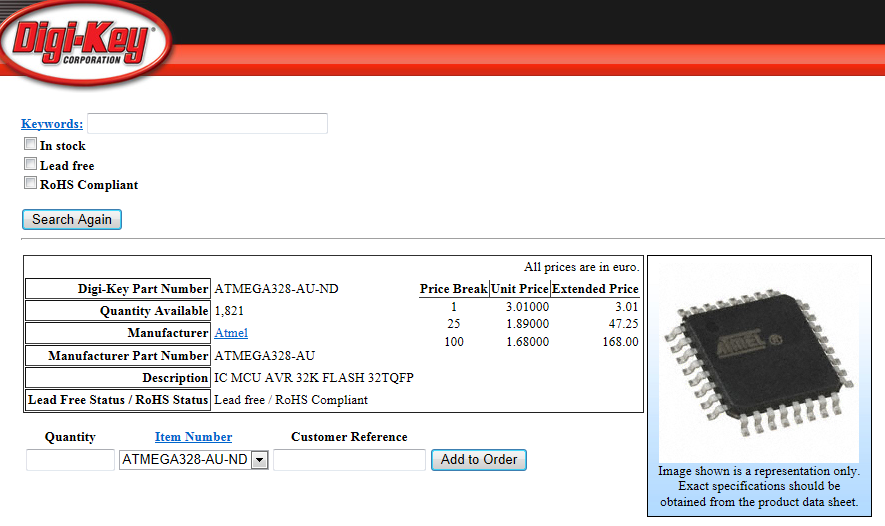 Digi-Key
CORPORATION
Keywords:
In stock
Lead free
RoHS Compliant
Search Again
All prices are in euro.
Digi-Key Part Number ATMEGA328-AU-ND
Quantity Available 1,821
Manufacturer Atmel
Manufacturer Part Number ATMEGA328-AU
Description IC MCU AVR 32K FLASH 32TQFP
Lead Free Status / RoHS Status Lead free / RoHS Compliant
Price Break Unit Price Extended Price
1 3.01000 3.01
25 1.89000 47.25
100 1.68000 168.00
ATMEL ®
Image shown is a representation only.
Exact specifications should be
obtained from the product data sheet.
Quantity Item Number Customer Reference
ATMEGA328-AU-ND Add to Order